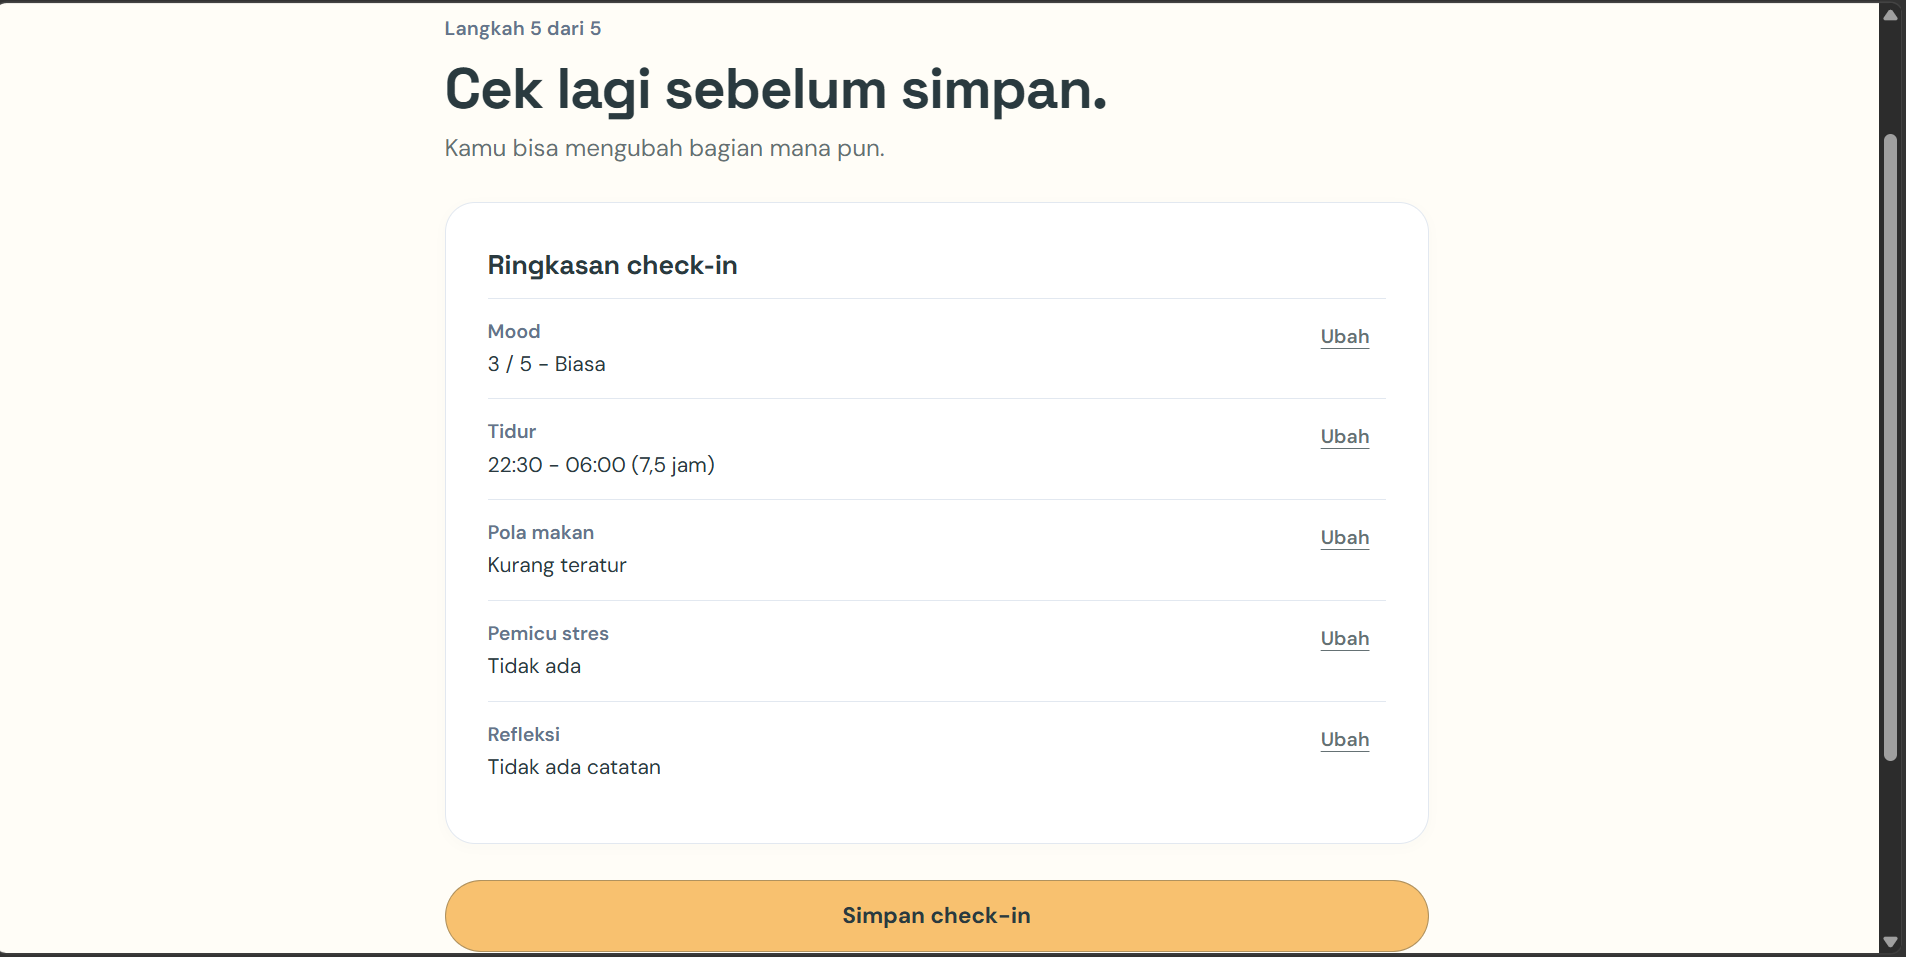 Langkah 5 dari 5
Cek lagi sebelum simpan.
Kamu bisa mengubah bagian mana pun.
Ringkasan check-in
Mood
Ubah
3 / 5 - Biasa
Tidur
Ubah
22:30 - 06:00 (7,5 jam)
Pola makan
Ubah
Kurang teratur
Pemicu stres
Ubah
Tidak ada
Refleksi
Ubah
Tidak ada catatan
Simpan check-in